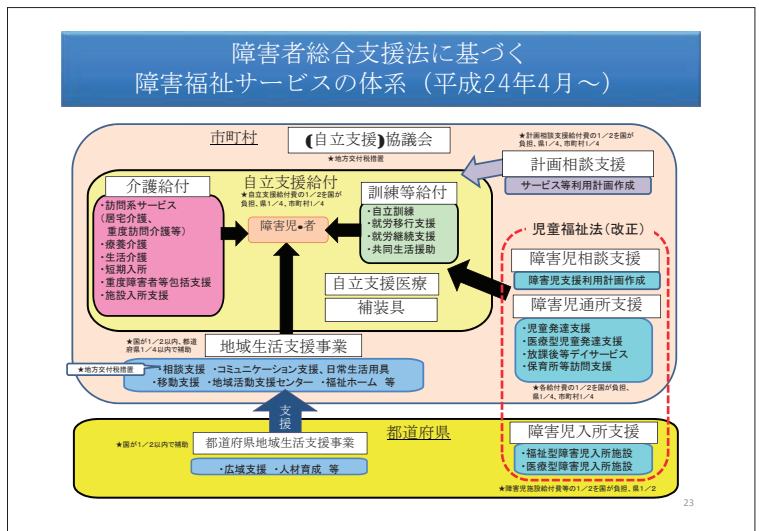 障害者総合支援法に基づく
障害福祉サービスの体系（平成24年4月～）
市町村
(自立支援)協議会
★地方交付税措置
★計画相談支援給付費の1／2を国が
負担、県1／4、市町村1／4
計画相談支援
サービス等利用計画作成
介護給付
・訪問系サービス
(居宅介護、
重度訪問介護等)
・療養介護
・生活介護
・短期入所
・重度障害者等包括支援
・施設入所支援
自立支援給付
★自立支援給付費の1／2を国が
負担、県1／4、市町村1／4
障害児・者
訓練等給付
・自立訓練
・就労移行支援
・就労継続支援
・共同生活援助
自立支援医療
補装具
児童福祉法(改正)
障害児相談支援
障害児支援利用計画作成
障害児通所支援
・児童発達支援
・医療型児童発達支援
・放課後等デイサービス
・保育所等訪問支援
★各給付費の1／2を国が負担、
県1／4、市町村1／4
★国が1／2以内、都道
府県1／4以内で補助
地域生活支援事業
★地方交付税措置
・相談支援 ・コミュニケーション支援、日常生活用具
・移動支援 ・地域活動支援センター ・福祉ホーム 等
支援
都道府県
★国が1／2以内で補助
都道府県地域生活支援事業
・広域支援 ・人材育成 等
障害児入所支援
・福祉型障害児入所施設
・医療型障害児入所施設
★障害児施設給付費等の1／2を国が負担、県1／2
23